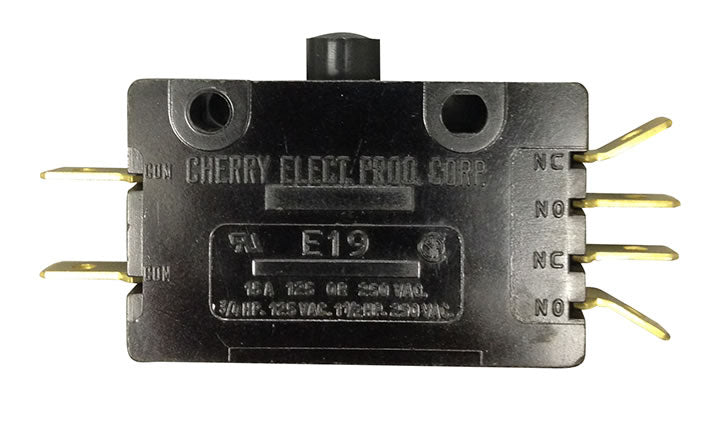 COM
CHERRY ELECT. PROD. CORP.
NC
NO
E19
NC
COM
15A 125 OR 250 VAC.
3/4 HP. 125 VAC. 1 1/2 HP. 250 VAC.
NO